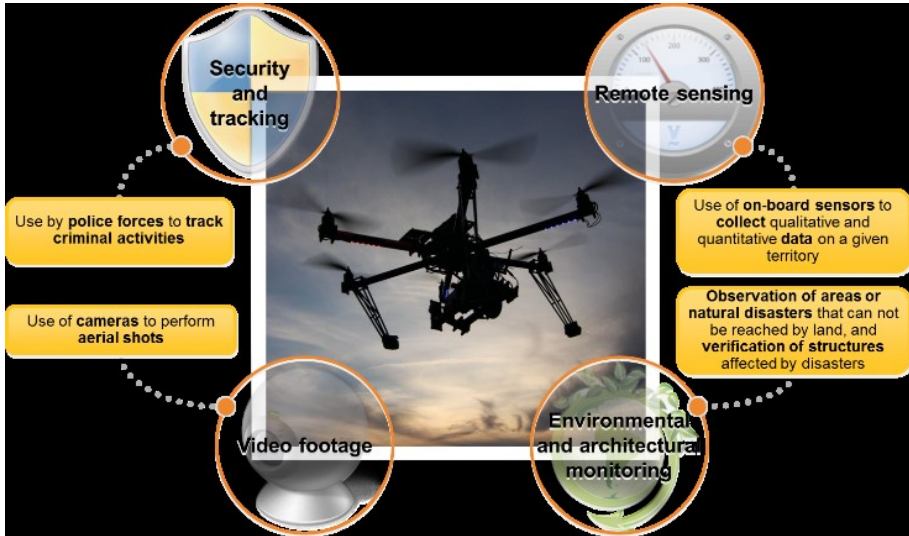 Security
and
tracking
Remote sensing
100
200
300
V
Use by police forces to track
criminal activities
Use of on-board sensors to
collect qualitative and
quantitative data on a given
territory
Use of cameras to perform
aerial shots
Observation of areas or
natural disasters that can not
be reached by land, and
verification of structures
affected by disasters
Video footage
Environmental
and architectural
monitoring